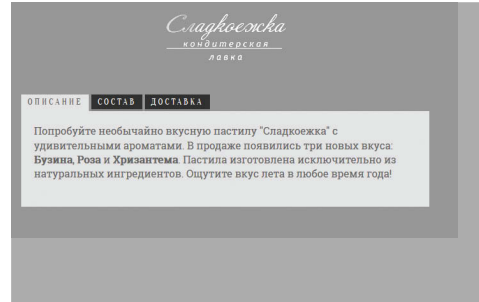 Сладкоежка
кондитерская
лавка
ОПИСАНИЕ СОСТАВ ДОСТАВКА
Попробуйте необычайно вкусную пастилу "Сладкоежка" с
удивительными ароматами. В продаже появились три новых вкуса:
Бузина, Роза и Хризантема. Пастила изготовлена исключительно из
натуральных ингредиентов. Ощутите вкус лета в любое время года!